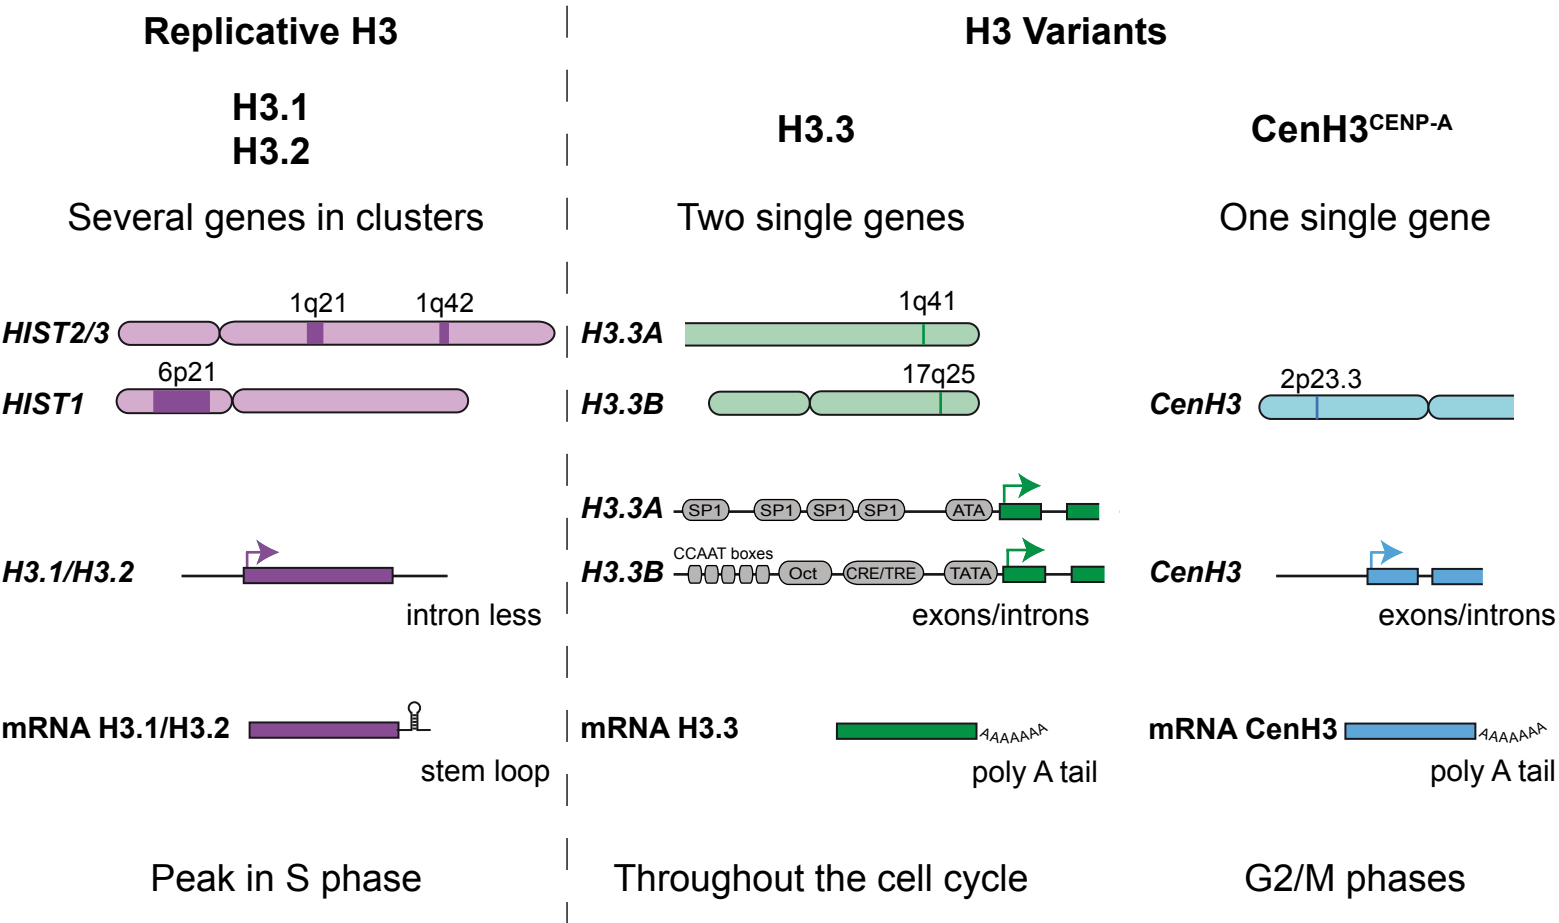 Replicative H3
H3 Variants
H3.1
H3.2
H3.3
CenH3CENP-A
Several genes in clusters
Two single genes
One single gene
1q21
1q42
HIST2/3
6p21
HIST1
1q41
H3.3A
17q25
H3.3B
2p23.3
CenH3
H3.1/H3.2
intron less
H3.3A
SP1
SP1
SP1
SP1
ATA
CCAAT boxes
H3.3B
Oct
CRE/TRE
TATA
exons/introns
CenH3
exons/introns
mRNA H3.1/H3.2
stem loop
mRNA H3.3
AAAAAAA
poly A tail
mRNA CenH3
AAAAAAA
poly A tail
Peak in S phase
Throughout the cell cycle
G2/M phases